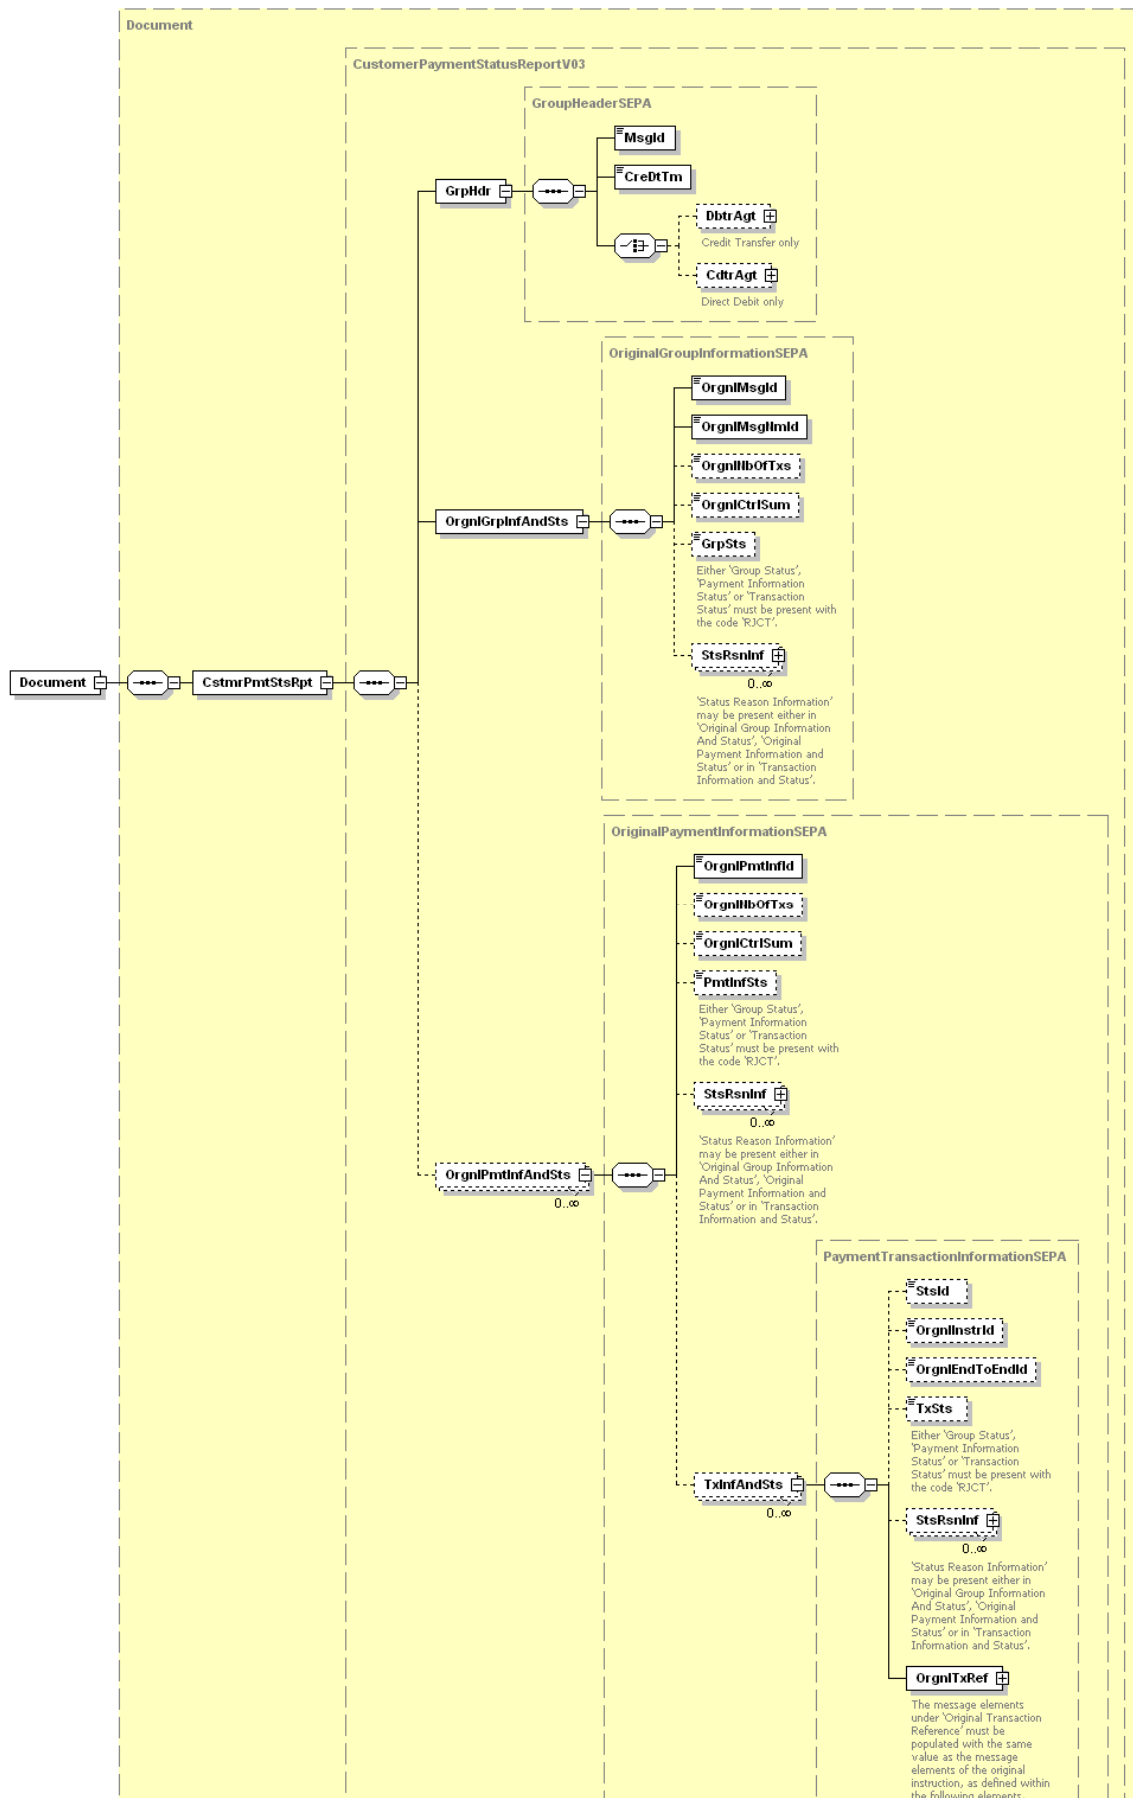 Document
CustomerPaymentStatusReportV03
GroupHeaderSEPA
MsgId
CreDtTm
GrpHdr
DbtrAgt
Credit Transfer only
CdtrAgt
Direct Debit only
OriginalGroupInformationSEPA
OrgnlMsgId
OrgnlMsgNmId
OrgnlNbOfTxs
OrgnlCtrlSum
OrgnlGrpInfAndSts
GrpSts
Either 'Group Status',
'Payment Information
Status' or 'Transaction
Status' must be present with
the code 'RJCT'.
StsRsnInf
0..∞
'Status Reason Information'
may be present either in
'Original Group Information
And Status', 'Original
Payment Information and
Status' or in 'Transaction
Information and Status'.
Document
CstmrPmtStsRpt
OriginalPaymentInformationSEPA
OrgnlPmtInfId
OrgnlNbOfTxs
OrgnlCtrlSum
PmtInfSts
Either 'Group Status',
'Payment Information
Status' or 'Transaction
Status' must be present with
the code 'RJCT'.
StsRsnInf
0..∞
'Status Reason Information'
may be present either in
'Original Group Information
And Status', 'Original
Payment Information and
Status' or in 'Transaction
Information and Status'.
OrgnlPmtInfAndSts
0..∞
PaymentTransactionInformationSEPA
StsId
OrgnlInstrId
OrgnlEndToEndId
TxSts
Either 'Group Status',
'Payment Information
Status' or 'Transaction
Status' must be present with
the code 'RJCT'.
TxInfAndSts
0..∞
StsRsnInf
0..∞
'Status Reason Information'
may be present either in
'Original Group Information
And Status', 'Original
Payment Information and
Status' or in 'Transaction
Information and Status'.
OrgnlTxRef
The message elements
under 'Original Transaction
Reference' must be
populated with the same
value as the message
elements of the original
instruction, as defined within
the following elements